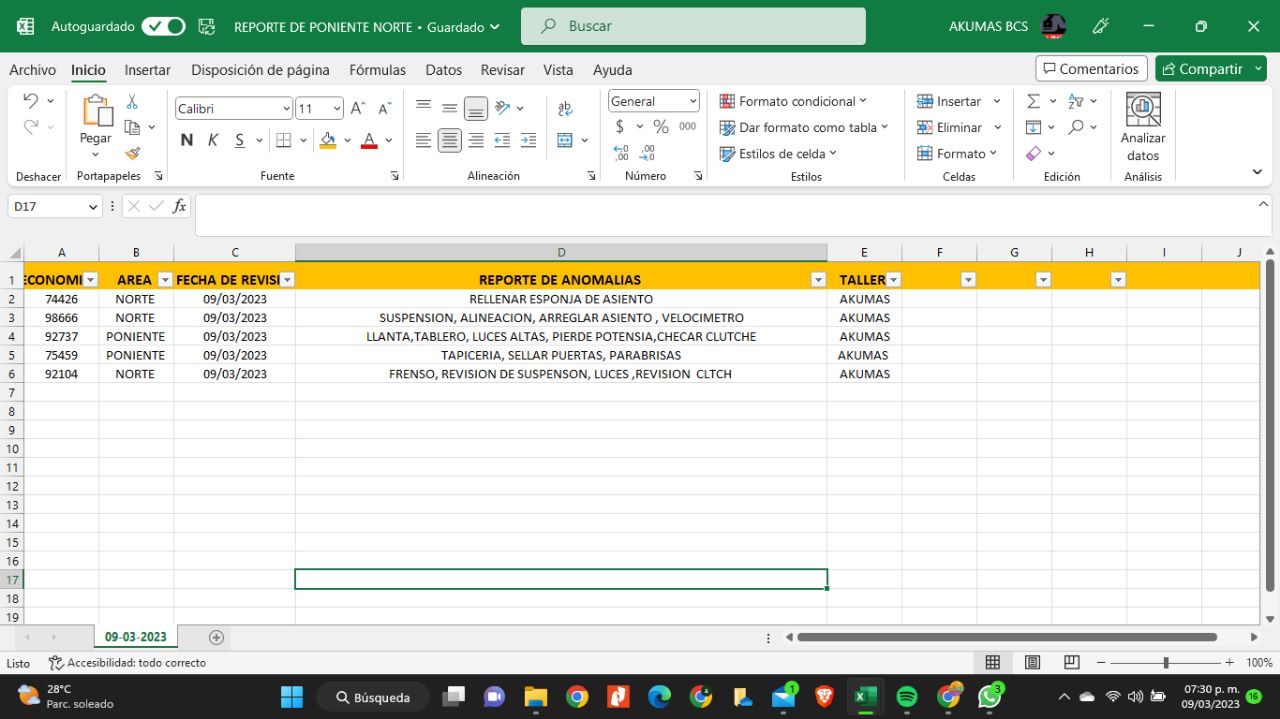 Autoguardado REPORTE DE PONIENTE NORTE • Guardado Buscar AKUMAS BCS
Archivo Inicio Insertar Disposición de página Fórmulas Datos Revisar Vista Ayuda Comentarios Compartir
Calibri 11 General Formato condicional Insertar
Pegar N K S A $ % 000 Dar formato como tabla Eliminar Analizar datos
Estilos de celda Formato
Deshacer Portapapeles Fuente Alineación Número Estilos Celdas Edición Análisis
D17 fx
A B C D E F G H I J
1 ECONOMI AREA FECHA DE REVISI REPORTE DE ANOMALIAS TALLER
2 74426 NORTE 09/03/2023 RELLENAR ESPONJA DE ASIENTO AKUMAS
3 98666 NORTE 09/03/2023 SUSPENSION, ALINEACION, ARREGLAR ASIENTO , VELOCIMETRO AKUMAS
4 92737 PONIENTE 09/03/2023 LLANTA,TABLERO, LUCES ALTAS, PIERDE POTENSIA,CHECAR CLUTCHE AKUMAS
5 75459 PONIENTE 09/03/2023 TAPICERIA, SELLAR PUERTAS, PARABRISAS AKUMAS
6 92104 NORTE 09/03/2023 FRENSO, REVISION DE SUSPENSON, LUCES ,REVISION  CLTCH AKUMAS
7
8
9
10
11
12
13
14
15
16
17
18
19
09-03-2023
Listo Accesibilidad: todo correcto 100%
28°C
Parc. soleado
Búsqueda
1
3
07:30 p. m.
09/03/2023
16